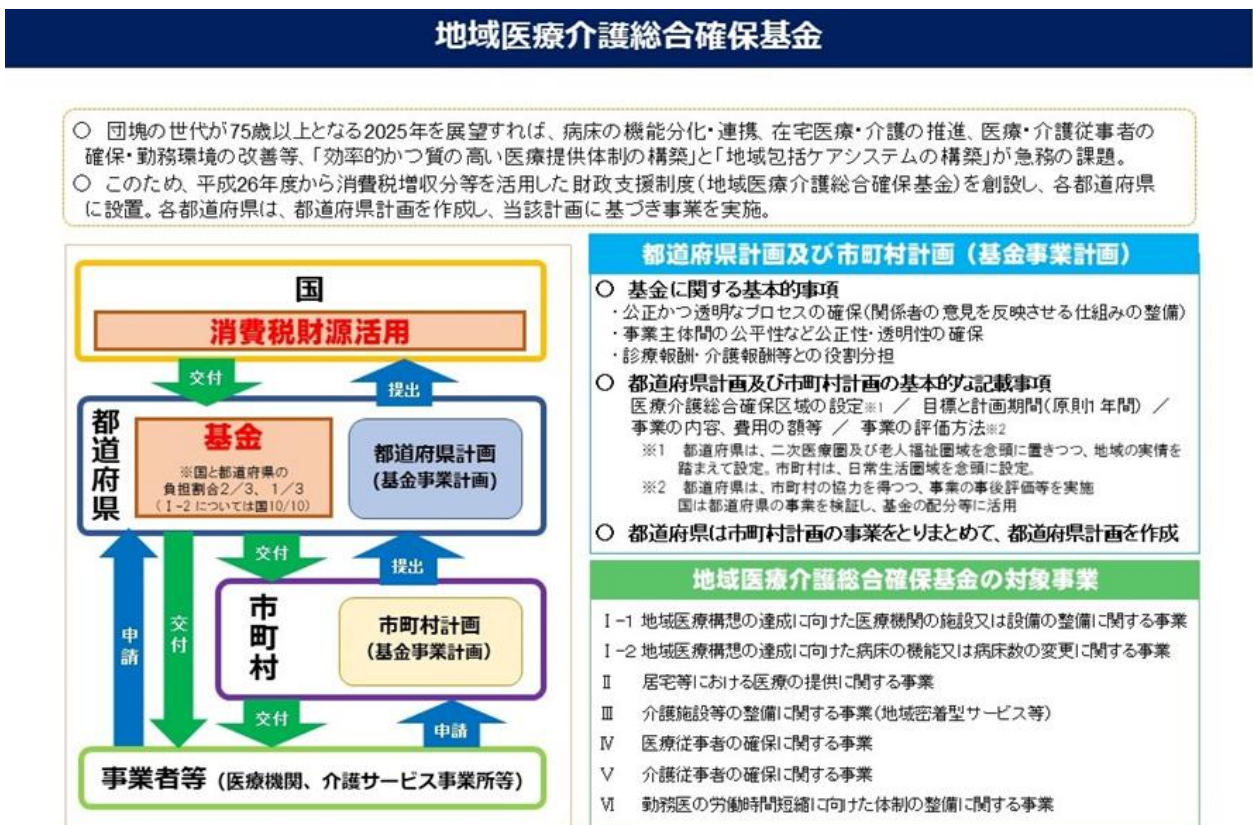 地域医療介護総合確保基金
○ 団塊の世代が75歳以上となる2025年を展望すれば、病床の機能分化・連携、在宅医療・介護の推進、医療・介護従事者の
確保・勤務環境の改善等、「効率的かつ質の高い医療提供体制の構築」と「地域包括ケアシステムの構築」が急務の課題。
○ このため、平成26年度から消費税増収分等を活用した財政支援制度(地域医療介護総合確保基金)を創設し、各都道府県
に設置。各都道府県は、都道府県計画を作成し、当該計画に基づき事業を実施。
国
消費税財源活用
交付
提出
都道府県
基金
※国と都道府県の
負担割合2/3、1/3
(Ⅰ-2については国10/10)
都道府県計画
(基金事業計画)
交付
提出
申請
交付
市町村
市町村計画
(基金事業計画)
交付
申請
事業者等(医療機関、介護サービス事業所等)
都道府県計画及び市町村計画(基金事業計画)
○ 基金に関する基本的事項
・公正かつ透明なプロセスの確保(関係者の意見を反映させる仕組みの整備)
・事業主体間の公平性など公正性・透明性の確保
・診療報酬・介護報酬等との役割分担
○ 都道府県計画及び市町村計画の基本的な記載事項
医療介護総合確保区域の設定※1 / 目標と計画期間(原則1年間) /
事業の内容、費用の額等 / 事業の評価方法※2
※1 都道府県は、二次医療圏及び老人福祉圏域を念頭に置きつつ、地域の実情を
踏まえて設定。市町村は、日常生活圏域を念頭に設定。
※2 都道府県は、市町村の協力を得つつ、事業の事後評価等を実施
国は都道府県の事業を検証し、基金の配分等に活用
○ 都道府県は市町村計画の事業をとりまとめて、都道府県計画を作成
地域医療介護総合確保基金の対象事業
Ⅰ-1 地域医療構想の達成に向けた医療機関の施設又は設備の整備に関する事業
Ⅰ-2 地域医療構想の達成に向けた病床の機能又は病床数の変更に関する事業
Ⅱ 居宅等における医療の提供に関する事業
Ⅲ 介護施設等の整備に関する事業(地域密着型サービス等)
Ⅳ 医療従事者の確保に関する事業
Ⅴ 介護従事者の確保に関する事業
Ⅵ 勤務医の労働時間短縮に向けた体制の整備に関する事業